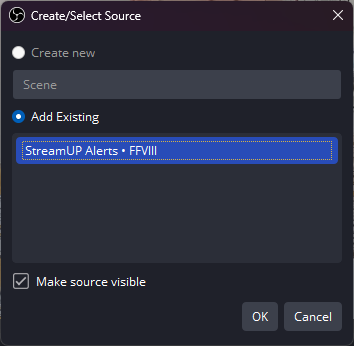 Create/Select Source
Create new
Scene
Add Existing
StreamUP Alerts • FFVIII
Make source visible
OK
Cancel